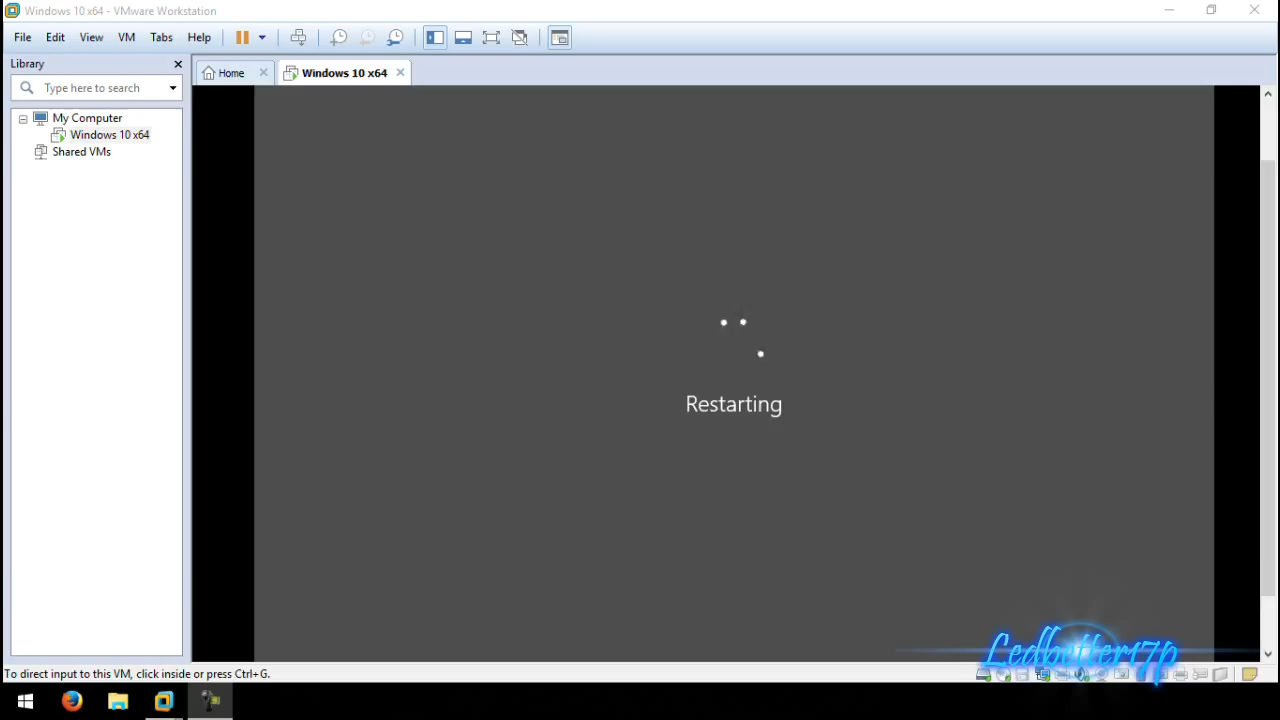 Windows 10 x64 - VMware Workstation
File Edit View VM Tabs Help
Library
Type here to search
My Computer
Windows 10 x64
Shared VMs
Home
Windows 10 x64
Restarting
Ledbetter17p
To direct input to this VM, click inside or press Ctrl+G.